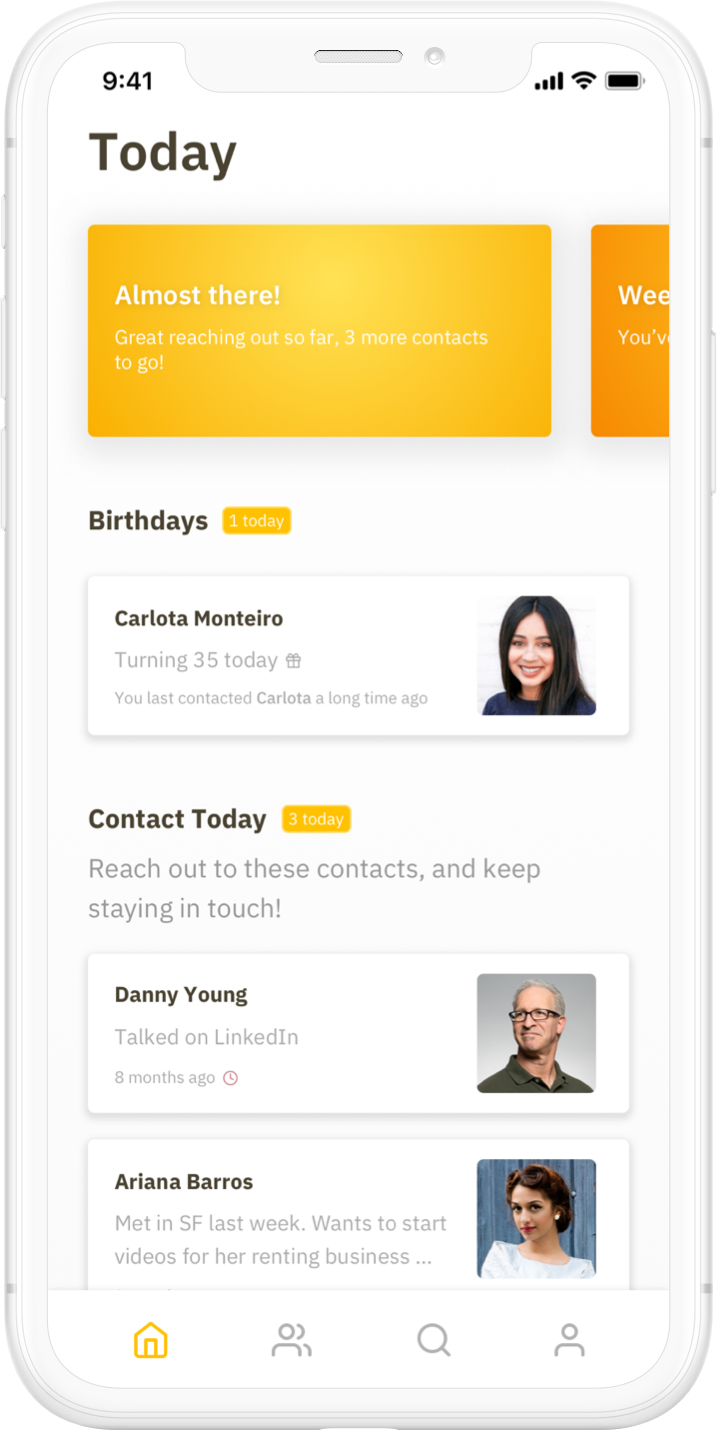 9:41
Today
Almost there!
Great reaching out so far, 3 more contacts
to go!
Wee
You've
Birthdays 1 today
Carlota Monteiro
Turning 35 today
You last contacted Carlota a long time ago
Contact Today 3 today
Reach out to these contacts, and keep
staying in touch!
Danny Young
Talked on LinkedIn
8 months ago
Ariana Barros
Met in SF last week. Wants to start
videos for her renting business ...